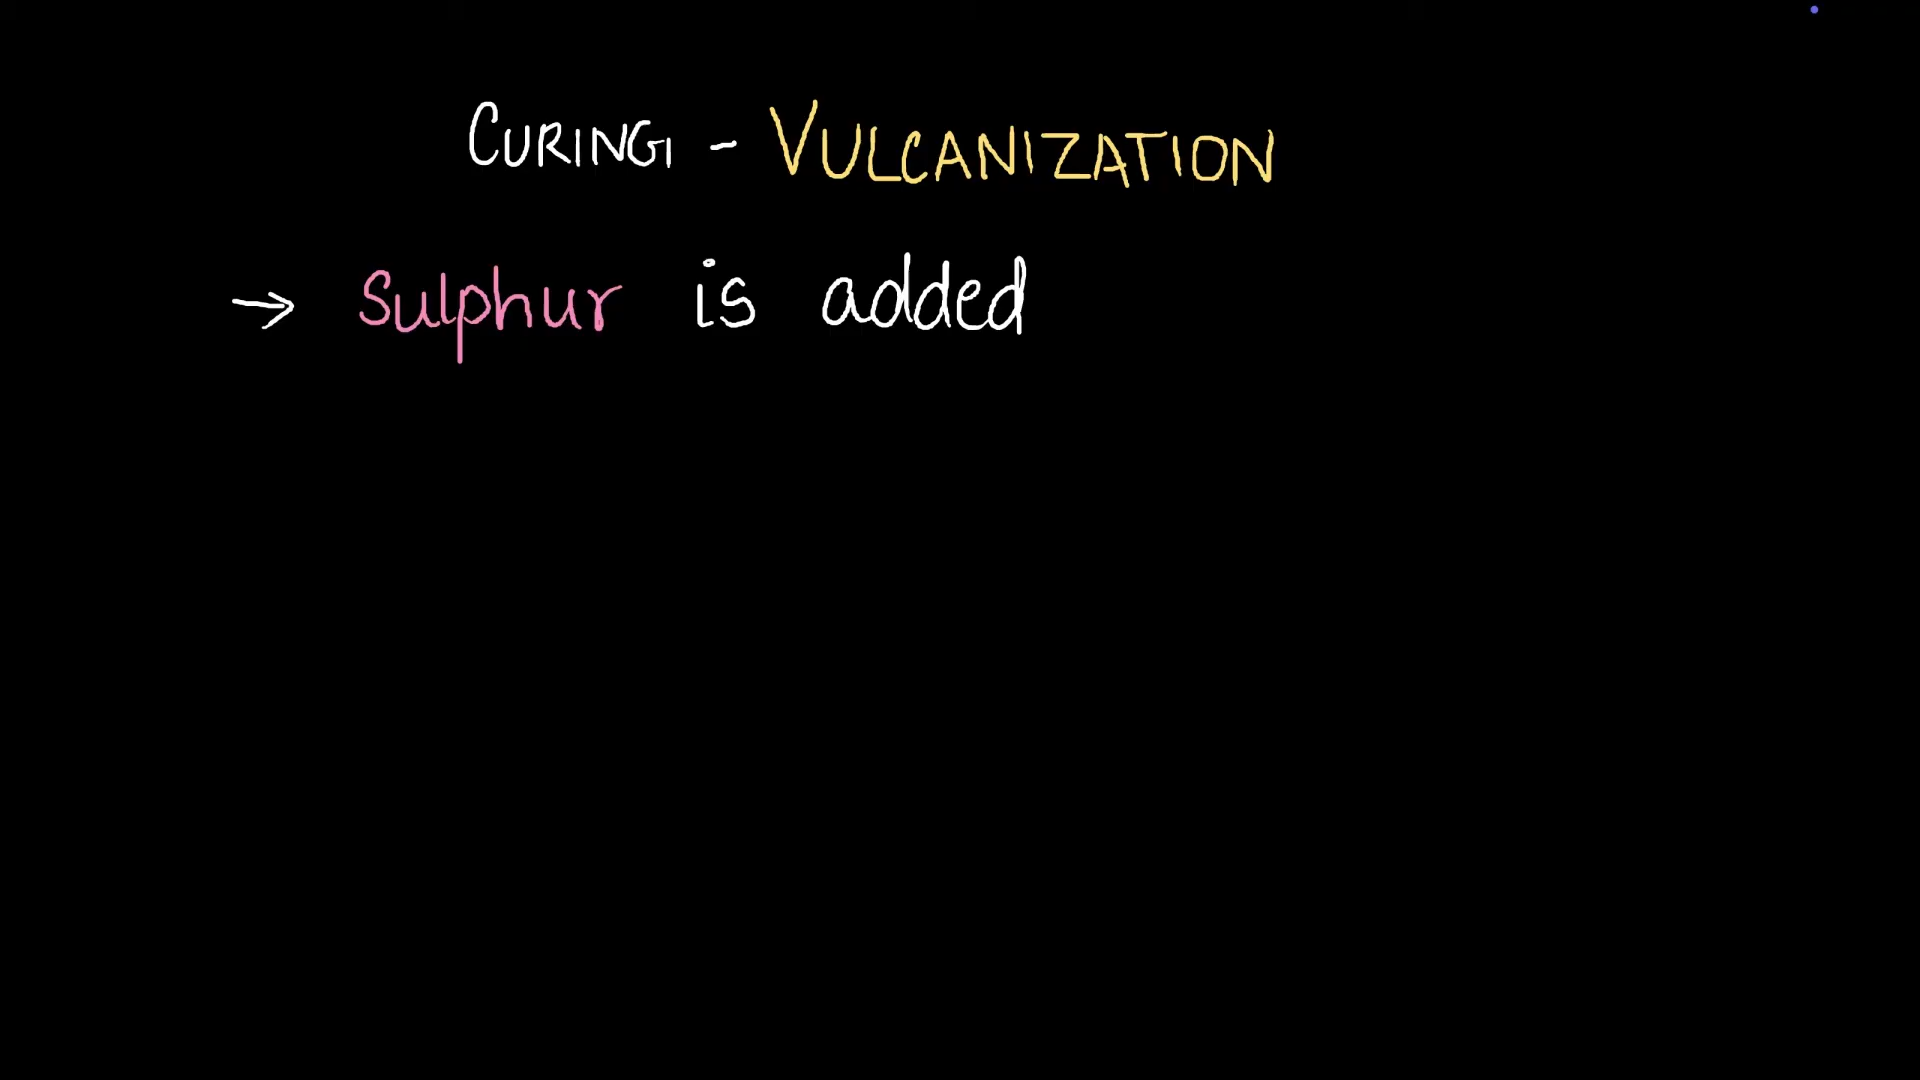 CURING - VULCANIZATION
→ Sulphur is added